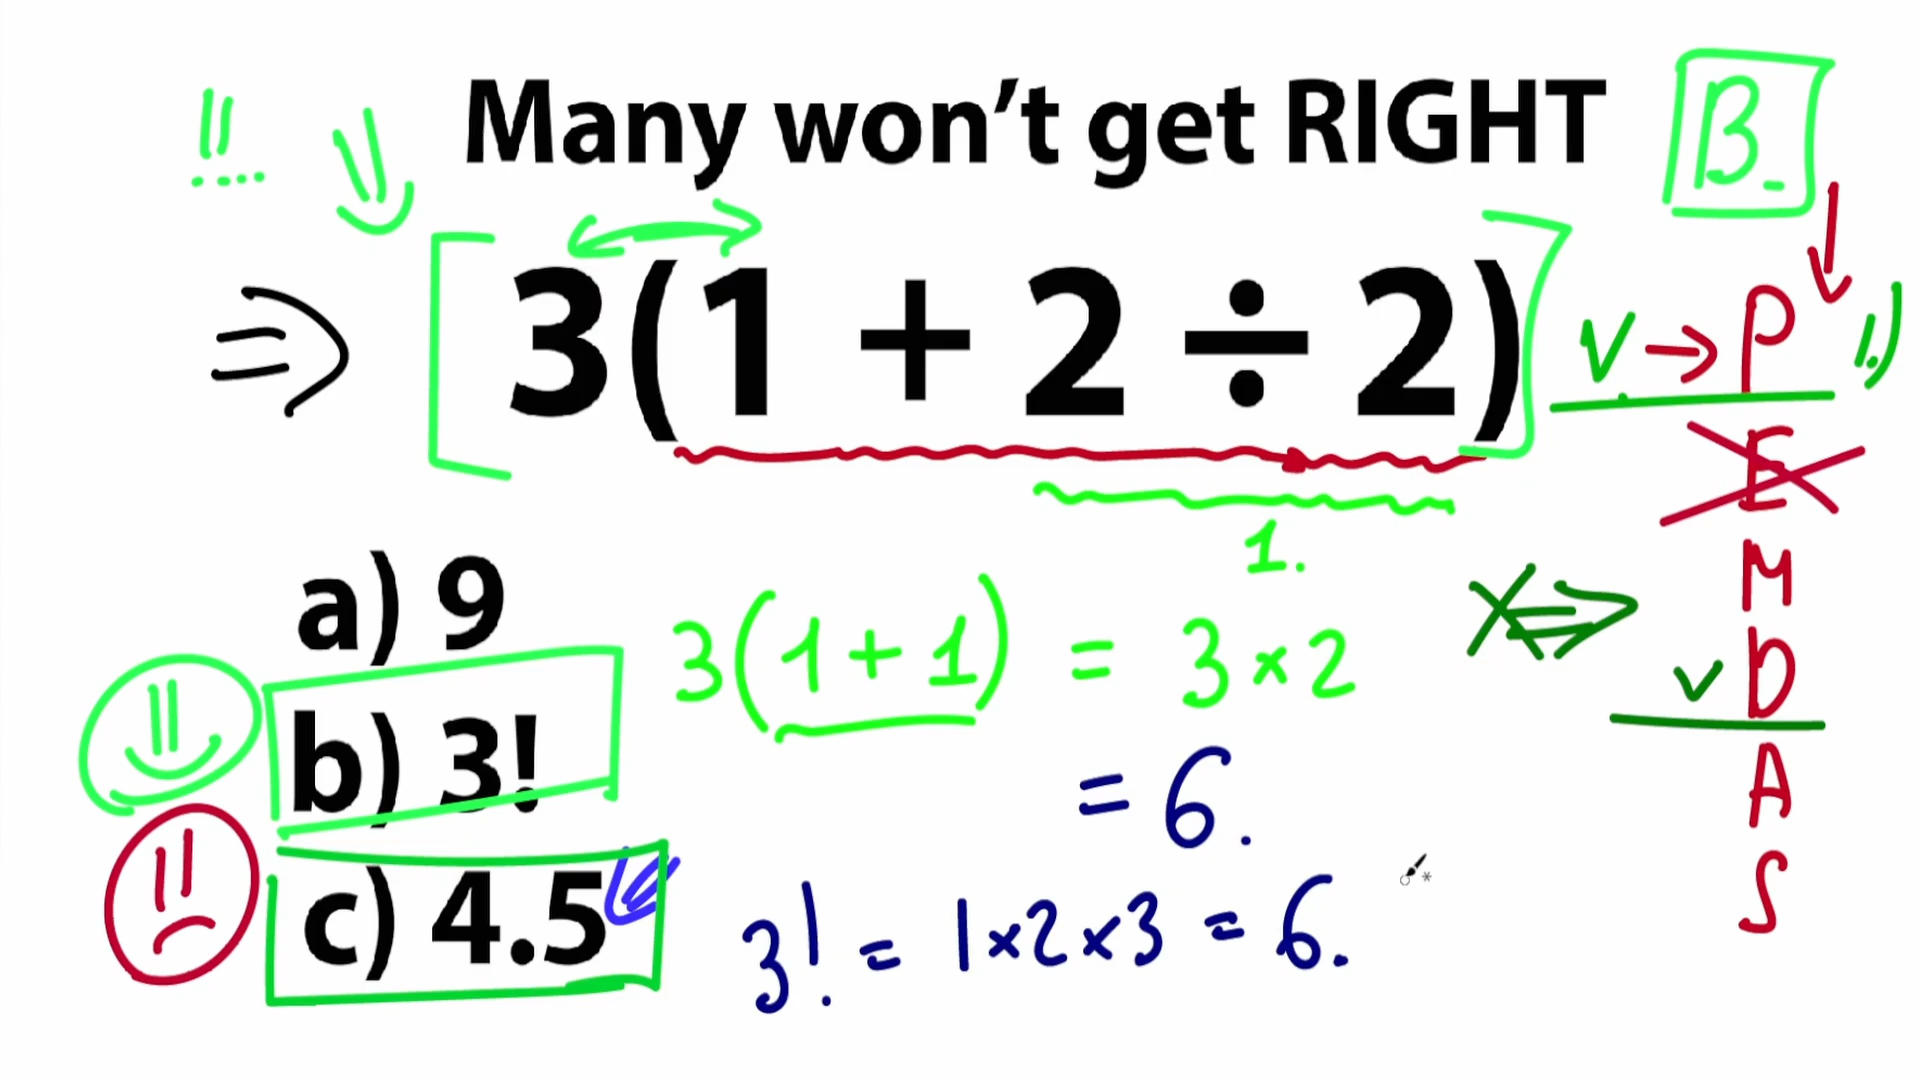 Many won't get RIGHT
B.
⇒ [3(1 + 2 ÷ 2)]
P
E
1.
M
a) 9
3(1+1) = 3×2
D
b) 3!
= 6.
A
c) 4.5
3! = 1×2×3 = 6.
S